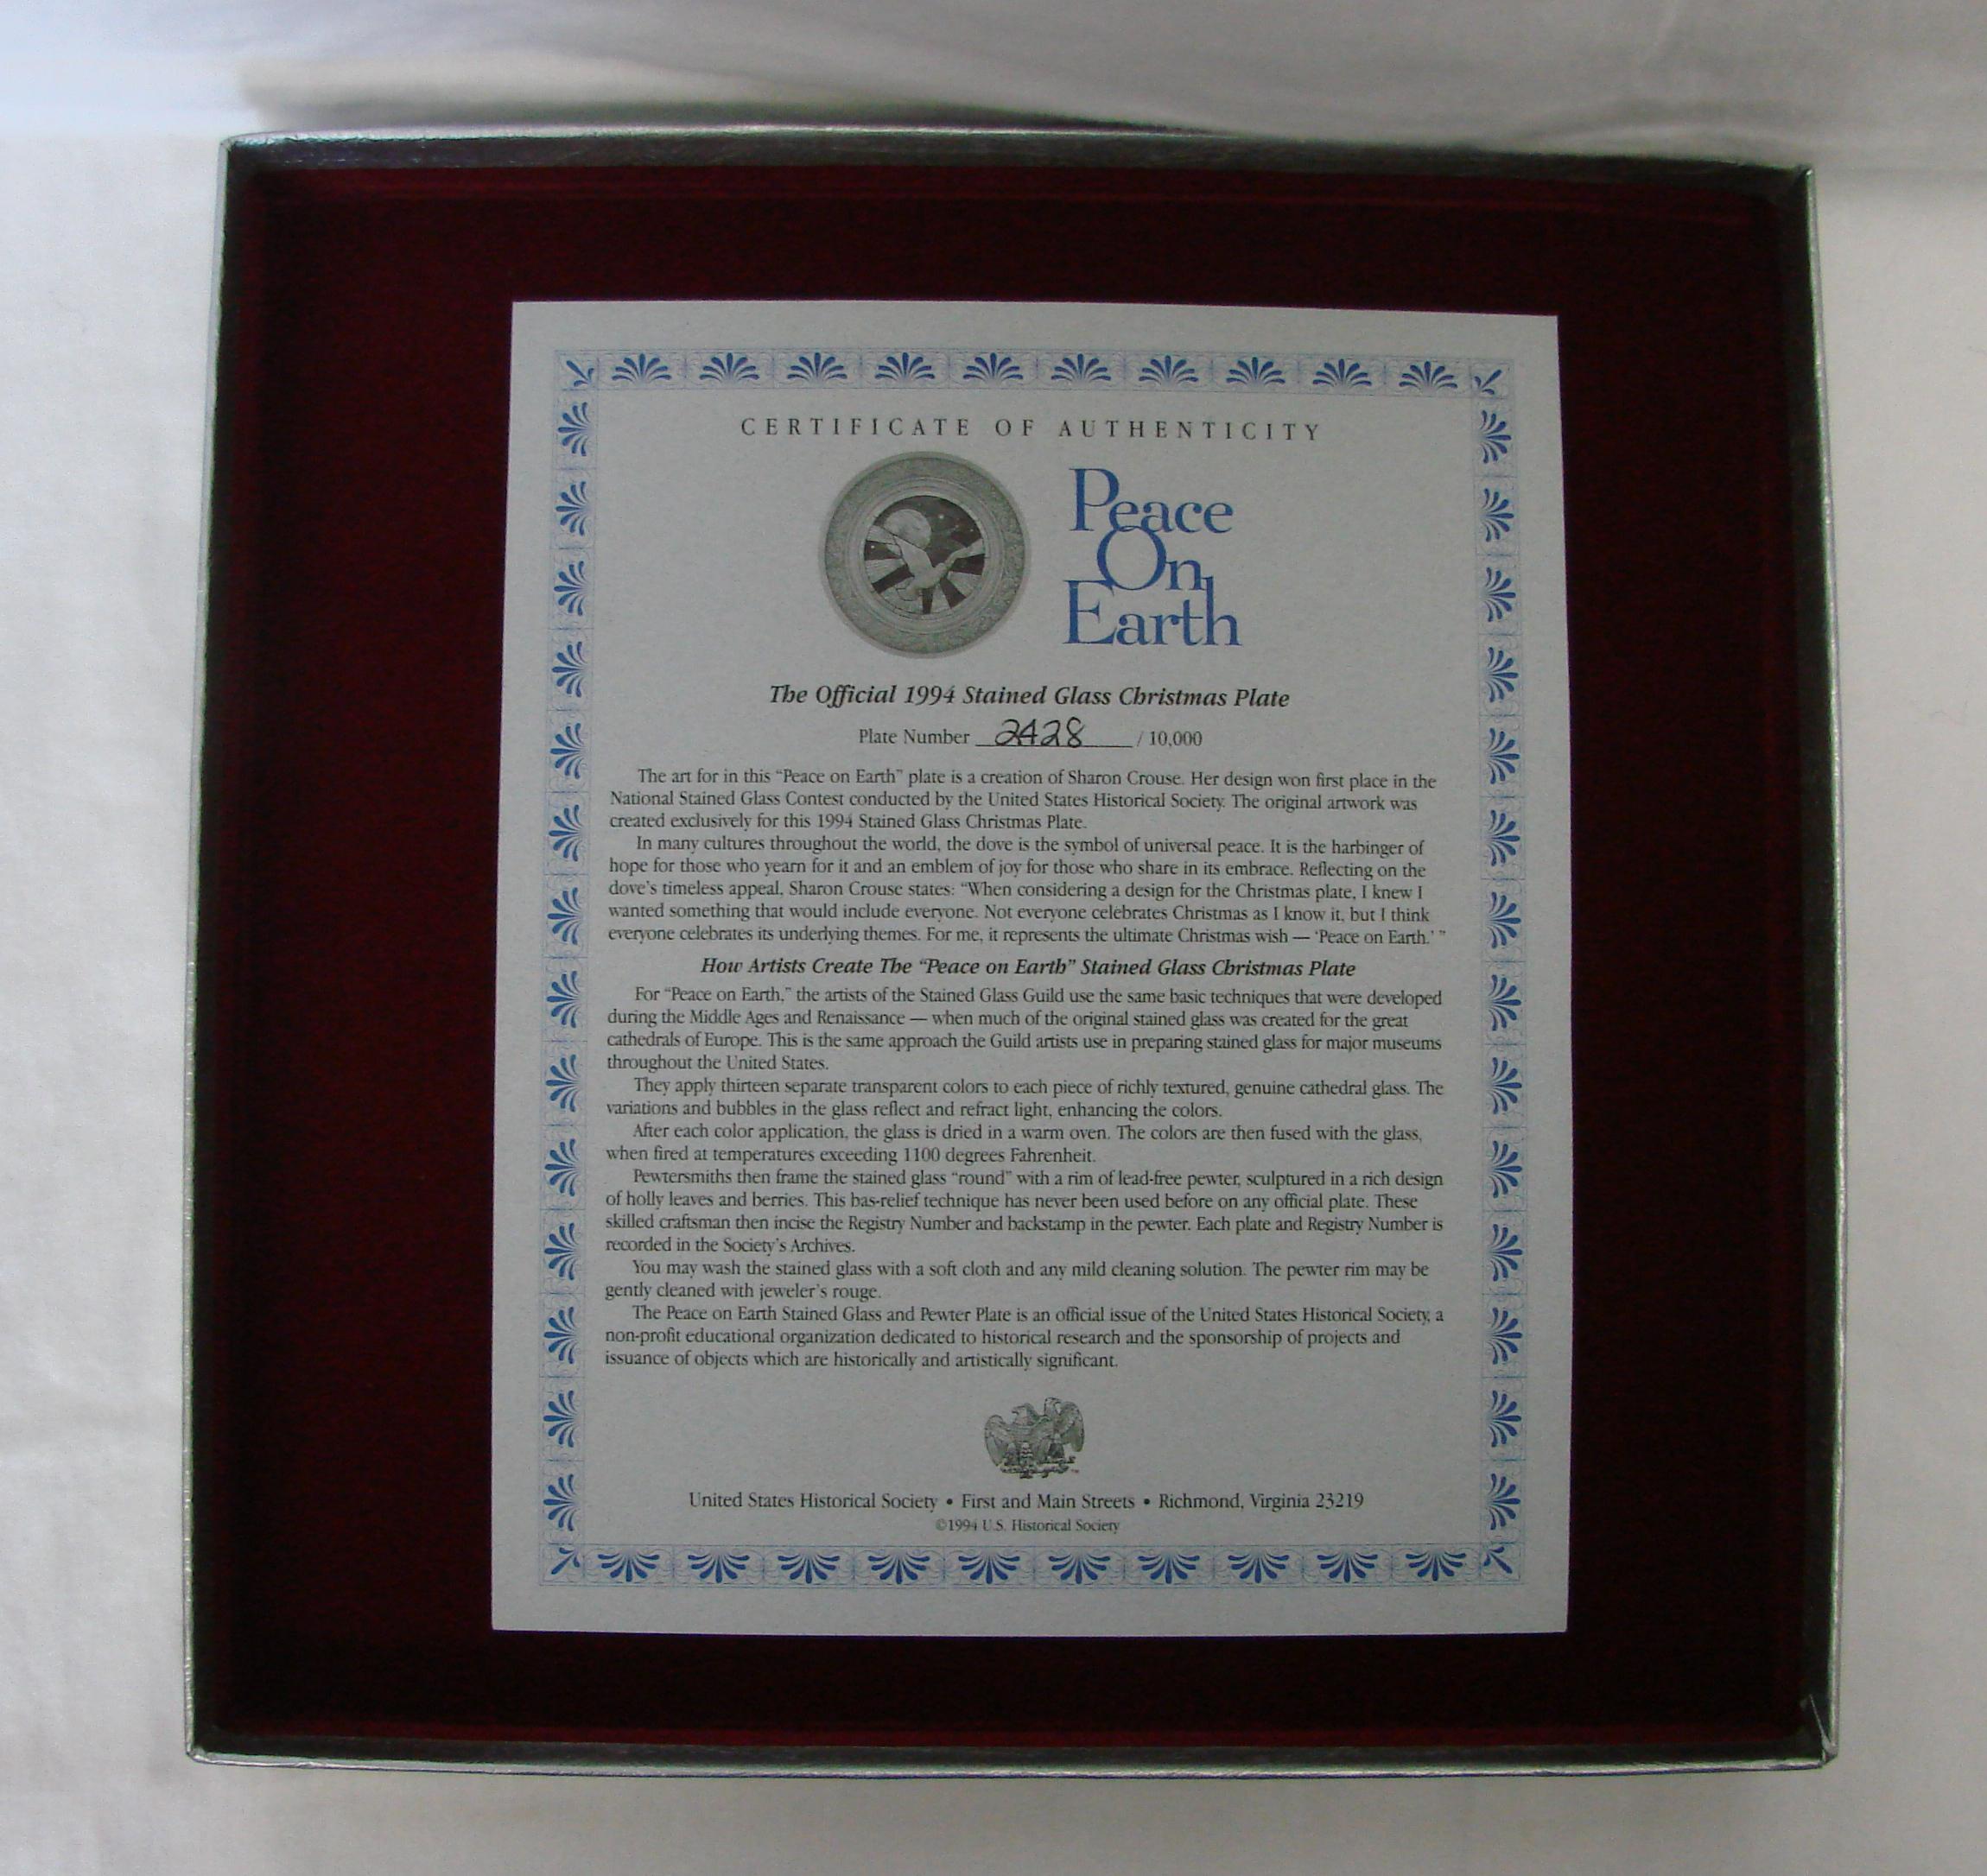 CERTIFICATE OF AUTHENTICITY
Peace
On
Earth
The Official 1994 Stained Glass Christmas Plate
Plate Number 2428 / 10,000
The art for in this “Peace on Earth” plate is a creation of Sharon Crouse. Her design won first place in the
National Stained Glass Contest conducted by the United States Historical Society. The original artwork was
created exclusively for this 1994 Stained Glass Christmas Plate.
In many cultures throughout the world, the dove is the symbol of universal peace. It is the harbinger of
hope for those who yearn for it and an emblem of joy for those who share in its embrace. Reflecting on the
dove's timeless appeal, Sharon Crouse states: “When considering a design for the Christmas plate, I knew I
wanted something that would include everyone. Not everyone celebrates Christmas as I know it, but I think
everyone celebrates its underlying themes. For me, it represents the ultimate Christmas wish — ‘Peace on Earth.’ ”
How Artists Create The “Peace on Earth” Stained Glass Christmas Plate
For “Peace on Earth,” the artists of the Stained Glass Guild use the same basic techniques that were developed
during the Middle Ages and Renaissance — when much of the original stained glass was created for the great
cathedrals of Europe. This is the same approach the Guild artists use in preparing stained glass for major museums
throughout the United States.
They apply thirteen separate transparent colors to each piece of richly textured, genuine cathedral glass. The
variations and bubbles in the glass reflect and refract light, enhancing the colors.
After each color application, the glass is dried in a warm oven. The colors are then fused with the glass,
when fired at temperatures exceeding 1100 degrees Fahrenheit.
Pewtersmiths then frame the stained glass “round” with a rim of lead-free pewter, sculptured in a rich design
of holly leaves and berries. This bas-relief technique has never been used before on any official plate. These
skilled craftsman then incise the Registry Number and backstamp in the pewter. Each plate and Registry Number is
recorded in the Society's Archives.
You may wash the stained glass with a soft cloth and any mild cleaning solution. The pewter rim may be
gently cleaned with jeweler's rouge.
The Peace on Earth Stained Glass and Pewter Plate is an official issue of the United States Historical Society, a
non-profit educational organization dedicated to historical research and the sponsorship of projects and
issuance of objects which are historically and artistically significant.
United States Historical Society • First and Main Streets • Richmond, Virginia 23219
©1994 U.S. Historical Society